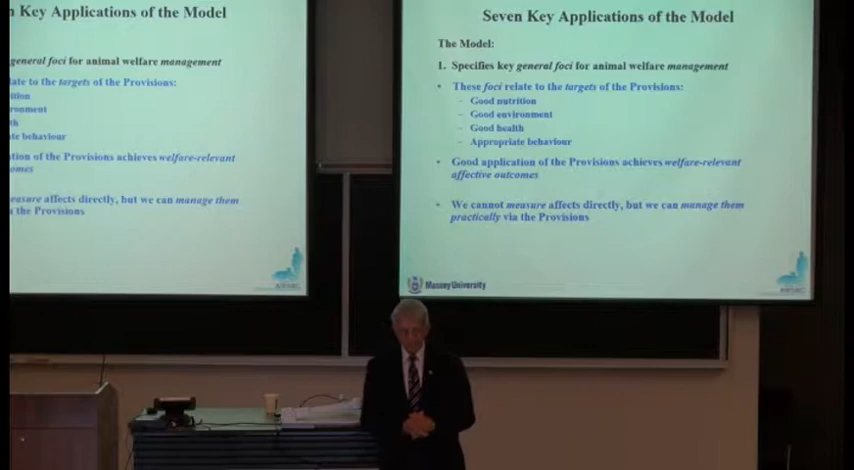 n Key Applications of the Model
general foci for animal welfare management
late to the targets of the Provisions:
ition
ronment
th
te behaviour
tion of the Provisions achieves welfare-relevant
omes
easure affects directly, but we can manage them
the Provisions
Seven Key Applications of the Model
The Model:
1. Specifies key general foci for animal welfare management
• These foci relate to the targets of the Provisions:
- Good nutrition
- Good environment
- Good health
- Appropriate behaviour
• Good application of the Provisions achieves welfare-relevant
affective outcomes
• We cannot measure affects directly, but we can manage them
practically via the Provisions
Massey University